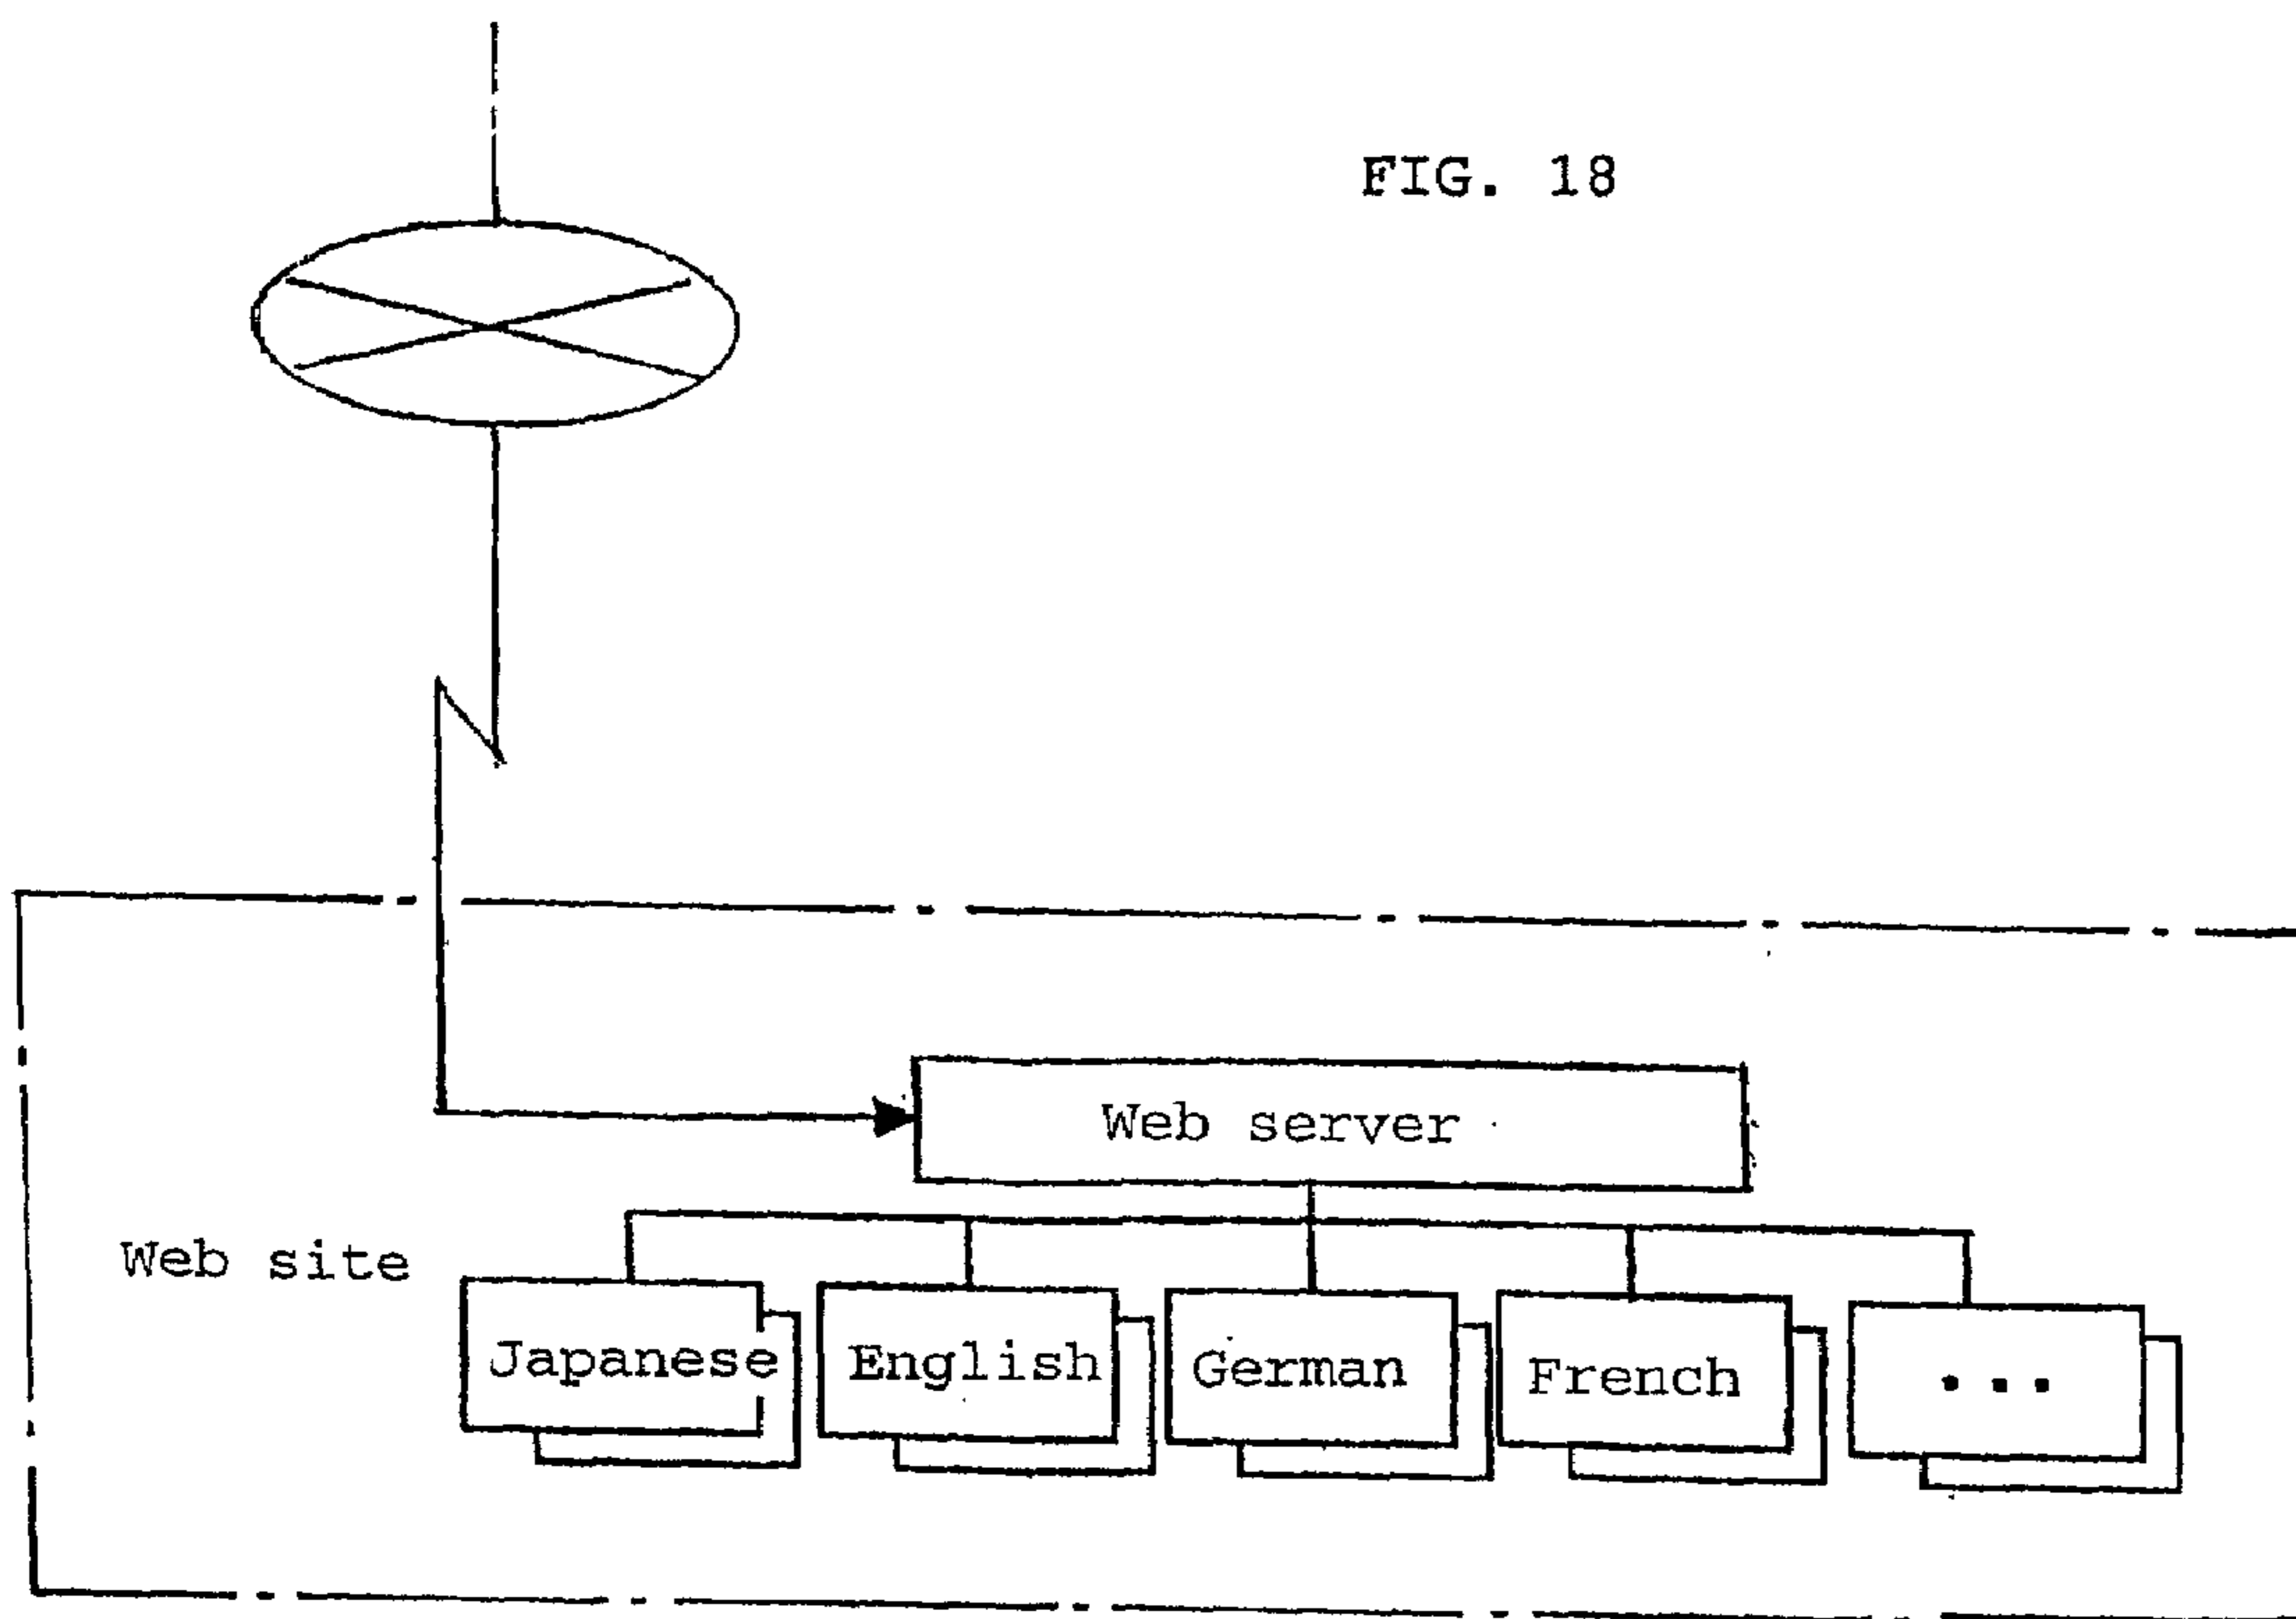 FIG. 18
Web server
Web site
Japanese
English
German
French
...